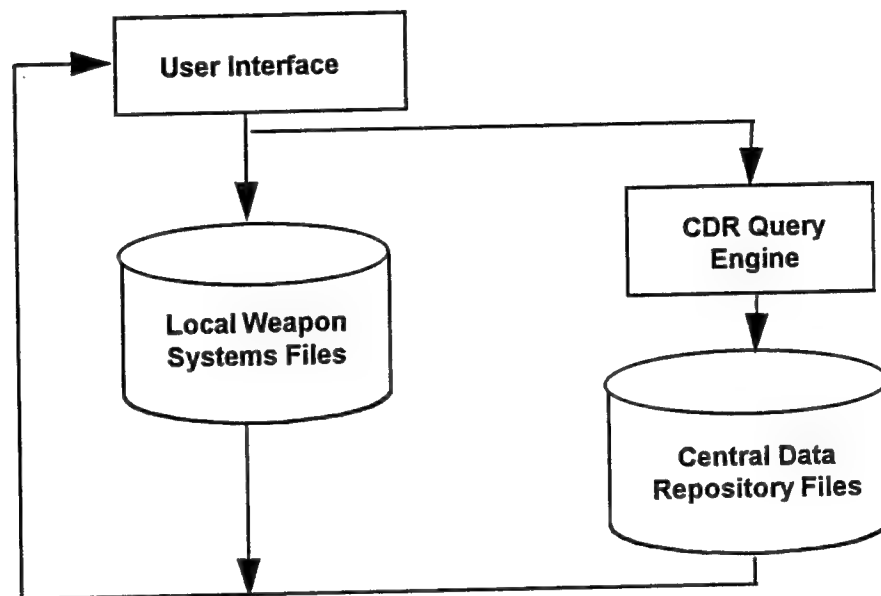 User Interface
CDR Query
Engine
Local Weapon
Systems Files
Central Data
Repository Files